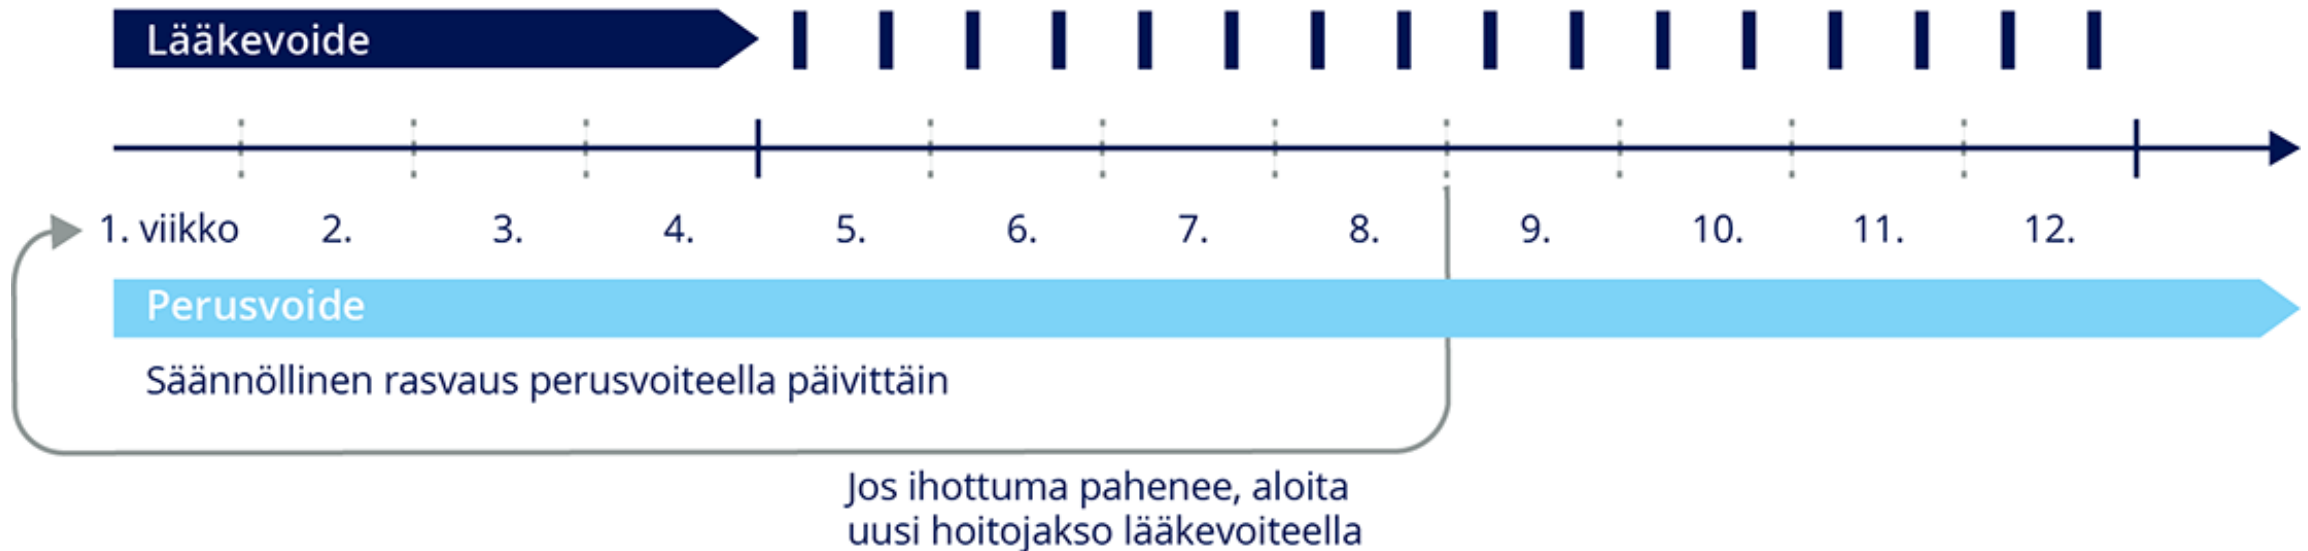 Lääkevoide
1. viikko 2. 3. 4. 5. 6. 7. 8. 9. 10. 11. 12.
Perusvoide
Säännöllinen rasvaus perusvoiteella päivittäin
Jos ihottuma pahenee, aloita
uusi hoitojakso lääkevoiteella